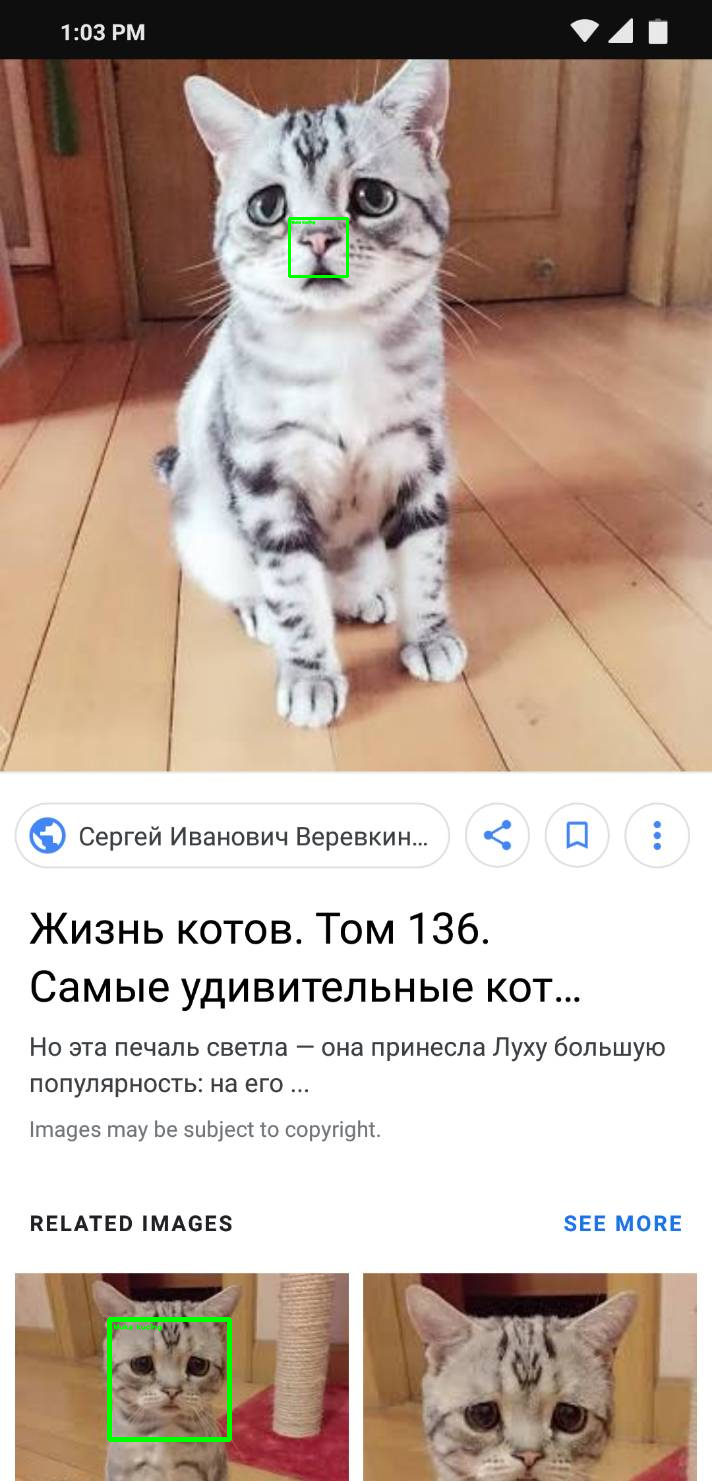 1:03 PM
Сергей Иванович Веревкин...
Жизнь котов. Том 136.
Самые удивительные кот...
Но эта печаль светла — она принесла Луху большую
популярность: на его ...
Images may be subject to copyright.
RELATED IMAGES
SEE MORE